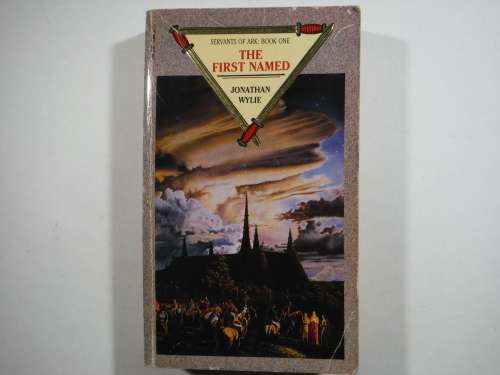 SERVANTS OF ARK: BOOK ONE
THE
FIRST NAMED
JONATHAN
WYLIE